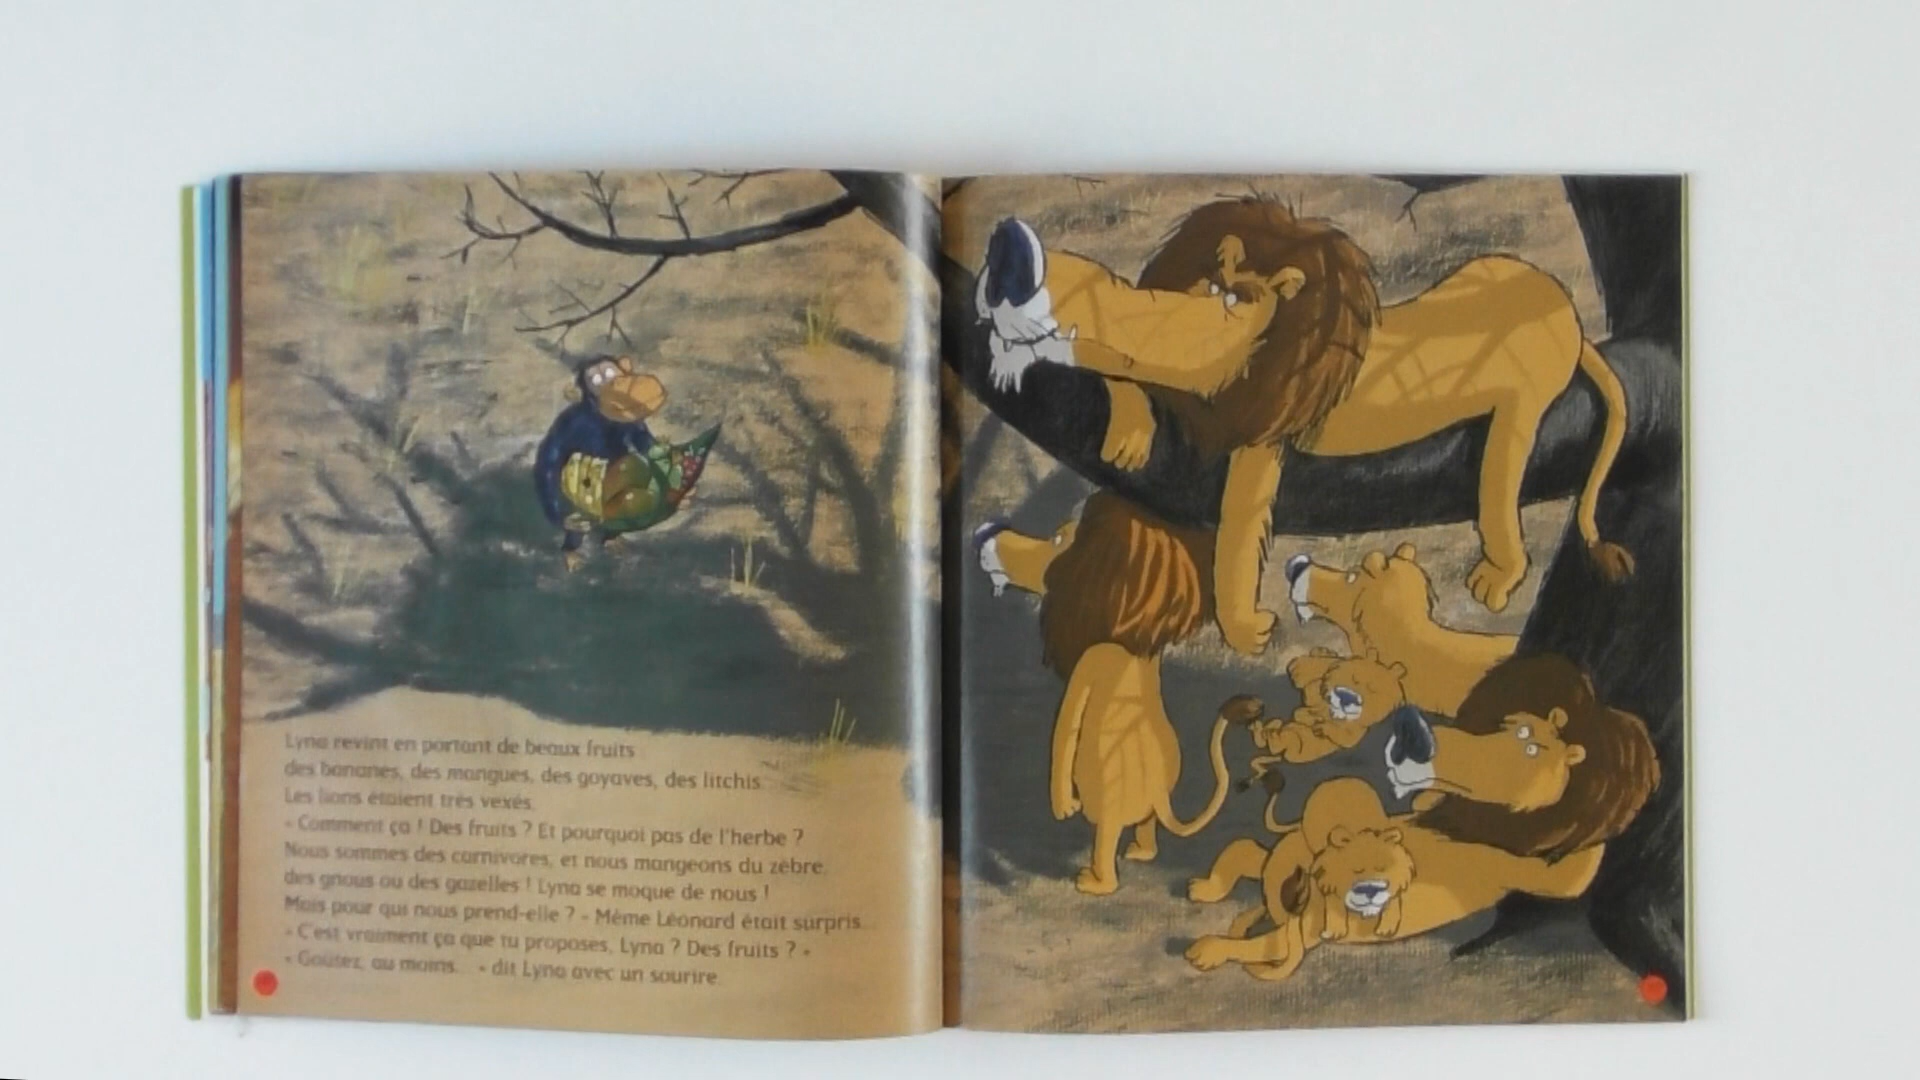 Lyna revint en portant de beaux fruits
des bananes, des mangues, des goyaves, des litchis.
Les lions étaient très vexés.
« Comment ça ! Des fruits ? Et pourquoi pas de l'herbe ?
Nous sommes des carnivores, et nous mangeons du zèbre,
des gnous ou des gazelles ! Lyna se moque de nous !
Mais pour qui nous prend-elle ? » Même Léonard était surpris...
« C'est vraiment ça que tu proposes, Lyna ? Des fruits ? »
« Goûtez, au moins... » dit Lyna avec un sourire.